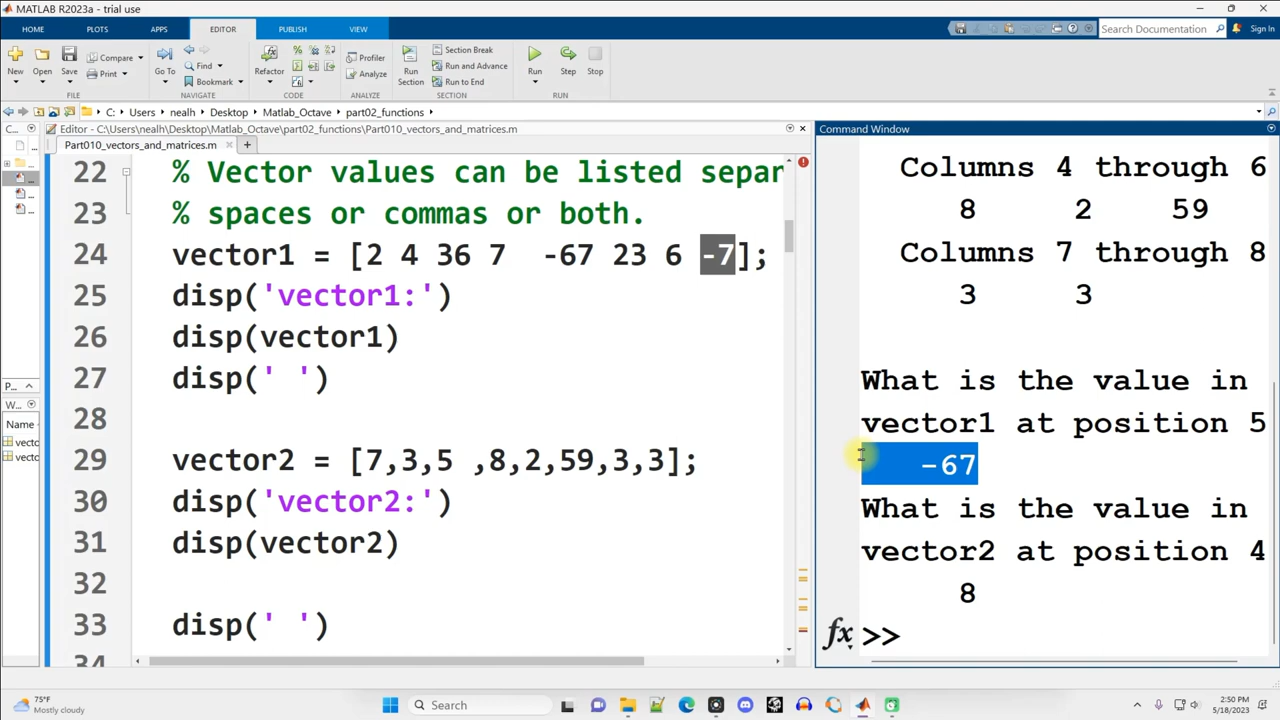 MATLAB R2023a - trial use
HOME PLOTS APPS EDITOR PUBLISH VIEW
Search Documentation
Sign In
New Open Save Compare Print
Go To Find Bookmark
Refactor
Profiler Analyze
Run Section
Section Break
Run and Advance
Run to End
Run Step Stop
FILE NAVIGATE CODE ANALYZE SECTION RUN
C: Users nealh Desktop Matlab_Octave part02_functions
C...
Editor - C:\Users\nealh\Desktop\Matlab_Octave\part02_functions\Part010_vectors_and_matrices.m
Part010_vectors_and_matrices.m
P...
W...
Name
vecto
vecto
22 % Vector values can be listed separ
23 % spaces or commas or both.
24 vector1 = [2 4 36 7  -67 23 6 -7];
25 disp('vector1:')
26 disp(vector1)
27 disp(' ')
28
29 vector2 = [7,3,5 ,8,2,59,3,3];
30 disp('vector2:')
31 disp(vector2)
32
33 disp(' ')
34
Command Window
Columns 4 through 6
8 2 59
Columns 7 through 8
3 3
What is the value in
vector1 at position 5
-67
What is the value in
vector2 at position 4
8
fx >>
75°F
Mostly cloudy
Search
2:50 PM
5/18/2023